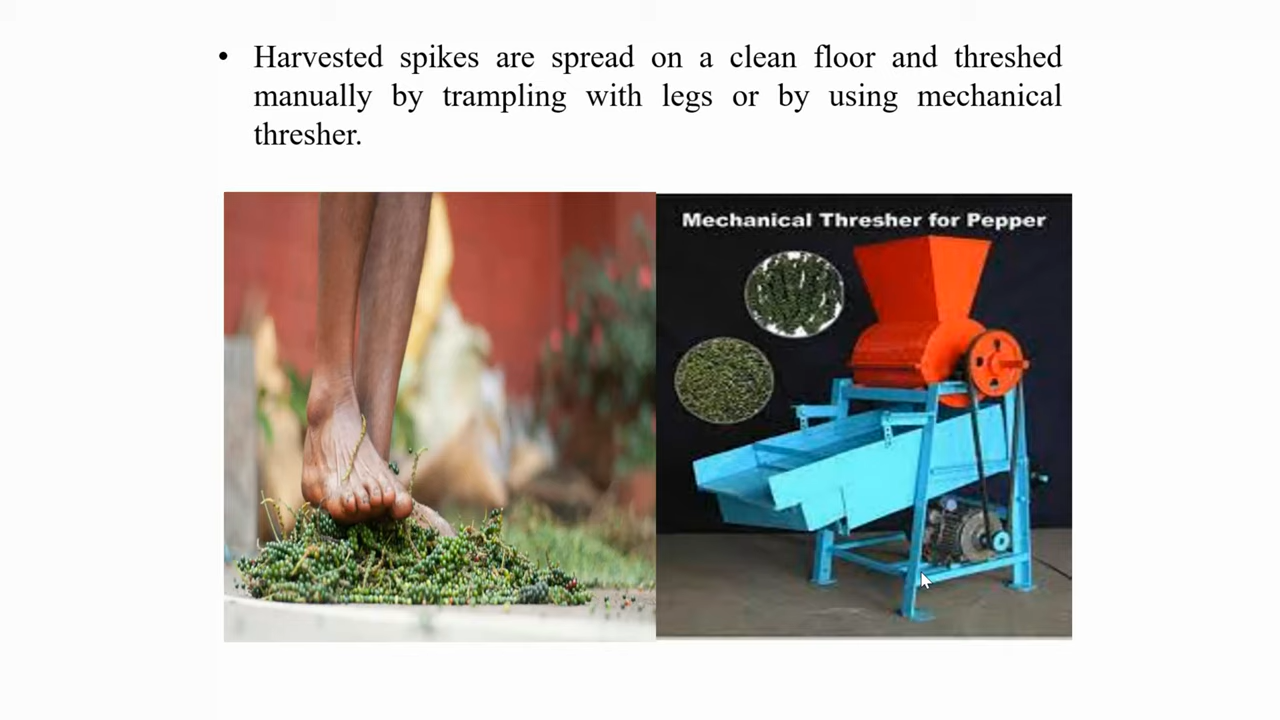 • Harvested spikes are spread on a clean floor and threshed
manually by trampling with legs or by using mechanical
thresher.
Mechanical Thresher for Pepper